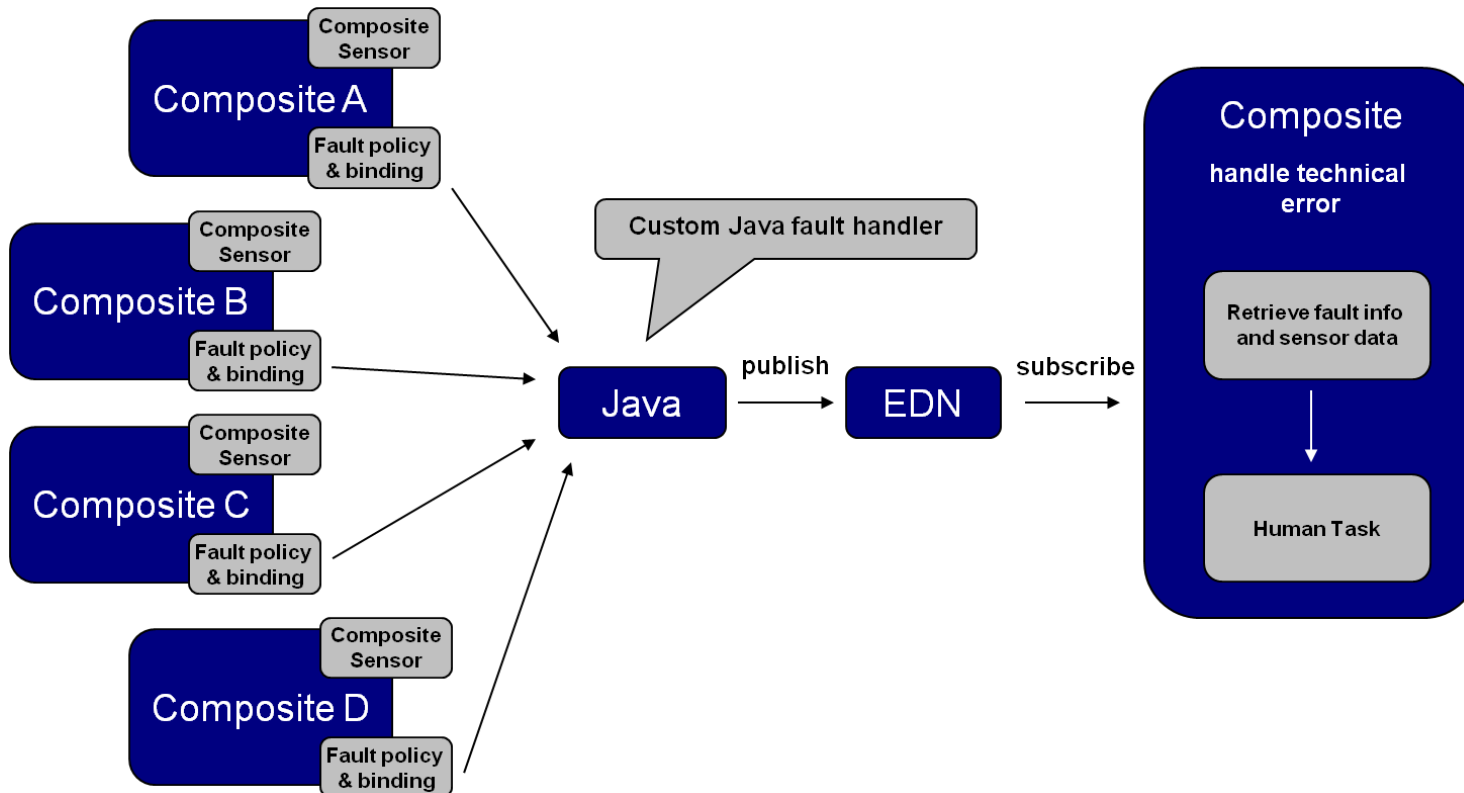 Composite
Sensor
Composite A
Fault policy
& binding
Composite
Sensor
Composite B
Fault policy
& binding
Composite
Sensor
Composite C
Fault policy
& binding
Composite
Sensor
Composite D
Fault policy
& binding
Custom Java fault handler
Java
publish
EDN
subscribe
Composite
handle technical
error
Retrieve fault info
and sensor data
Human Task